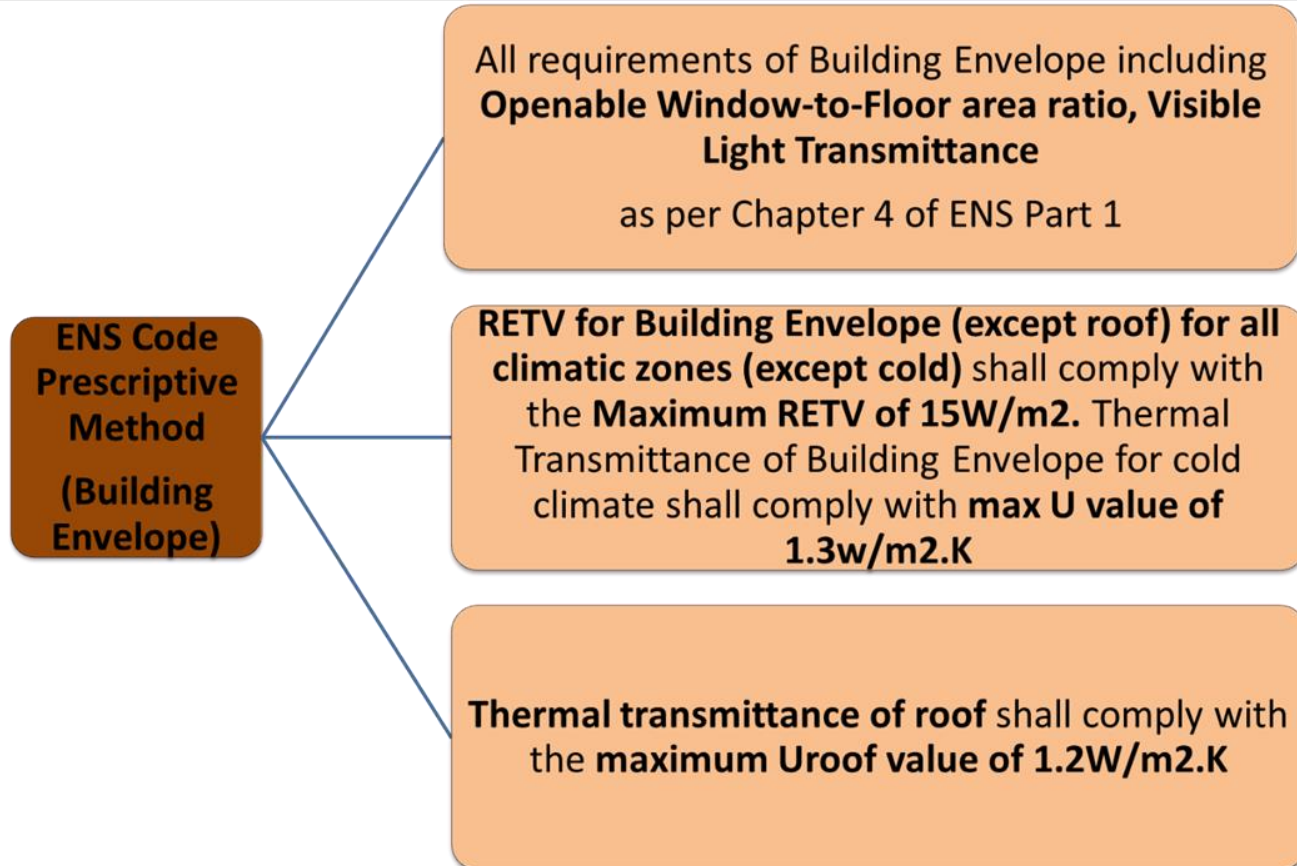 ENS Code
Prescriptive
Method
(Building
Envelope)
All requirements of Building Envelope including
Openable Window-to-Floor area ratio, Visible
Light Transmittance
as per Chapter 4 of ENS Part 1
RETV for Building Envelope (except roof) for all
climatic zones (except cold) shall comply with
the Maximum RETV of 15W/m2. Thermal
Transmittance of Building Envelope for cold
climate shall comply with max U value of
1.3w/m2.K
Thermal transmittance of roof shall comply with
the maximum Uroof value of 1.2W/m2.K